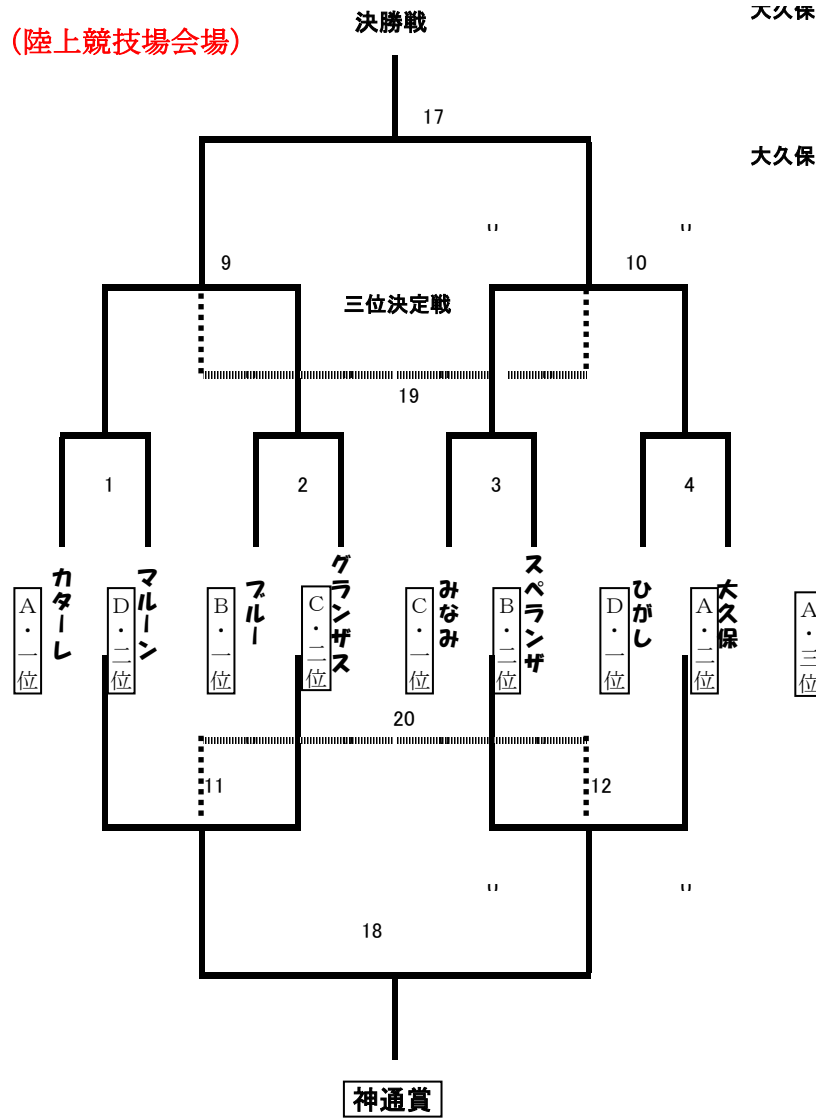 決勝戦
大久保
(陸上競技場会場)
17
大久保
9
10
三位決定戦
19
1
2
3
4
カターレ
A・一位
マルーン
D・二位
ブルー
B・一位
グランザス
C・二位
みなみ
C・一位
スペランザ
B・二位
ひがし
D・一位
大久保
A・二位
A・三位
20
11
12
18
神通賞